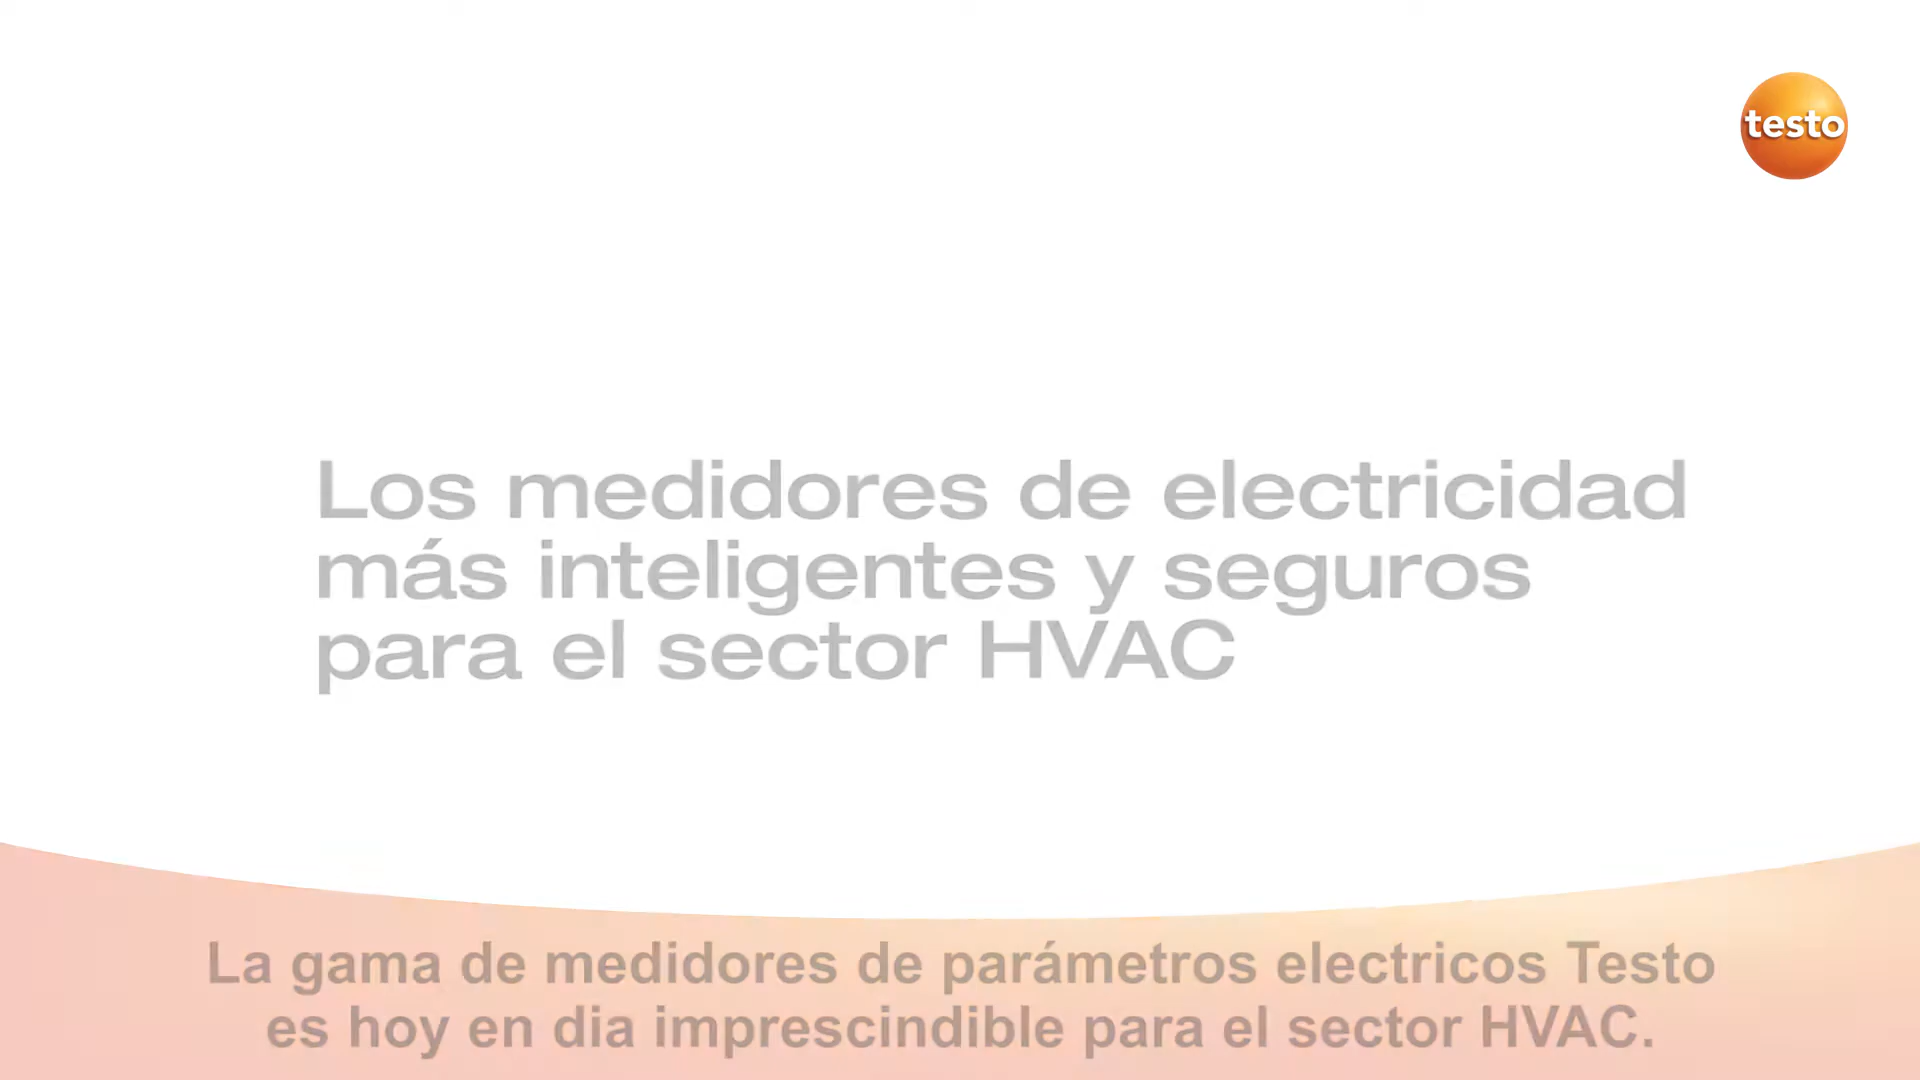 testo
Los medidores de electricidad
más inteligentes y seguros
para el sector HVAC
La gama de medidores de parámetros electricos Testo
es hoy en dia imprescindible para el sector HVAC.